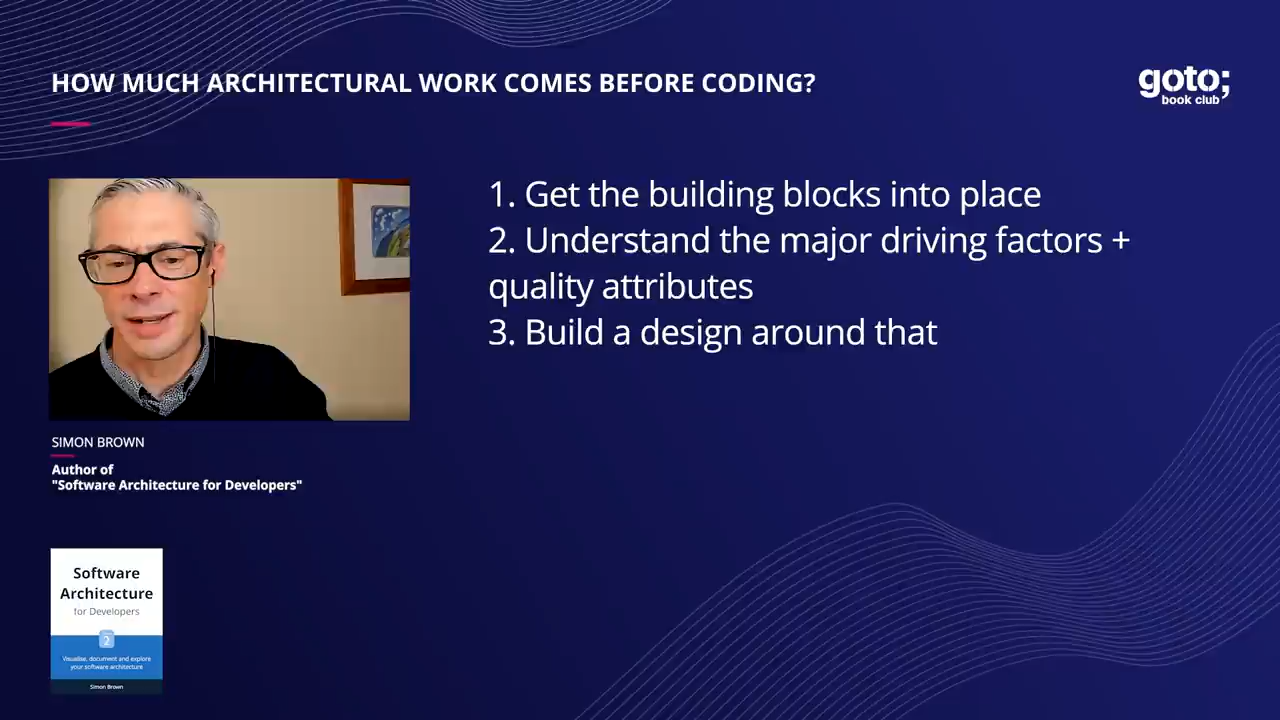 HOW MUCH ARCHITECTURAL WORK COMES BEFORE CODING?
goto;
book club
1. Get the building blocks into place
2. Understand the major driving factors +
quality attributes
3. Build a design around that
SIMON BROWN
Author of
"Software Architecture for Developers"
Software
Architecture
for Developers
2
Visualise, document and explore
your software architecture
Simon Brown